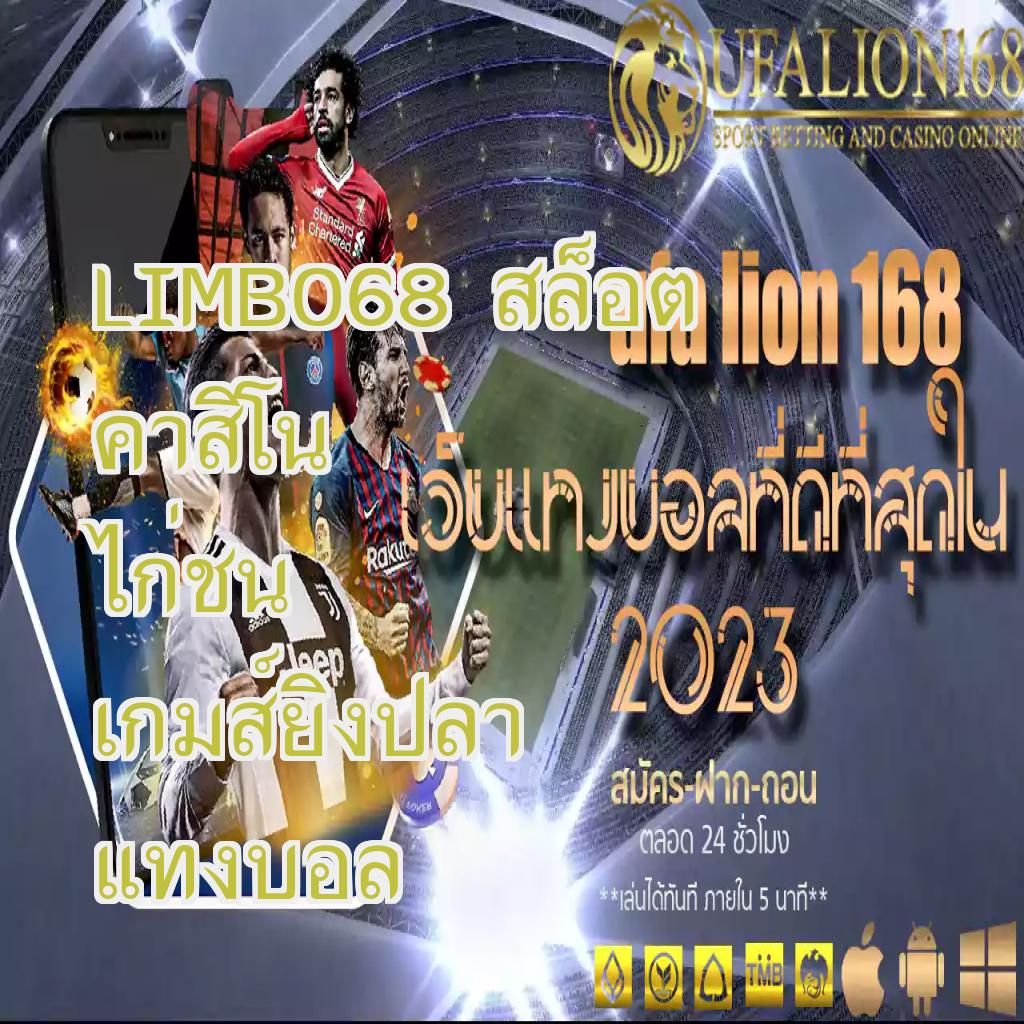 UFALION168
SPORT BETTING AND CASINO ONLINE
Standard
Chartered
LIMBO68 สล็อต
ufa lion 168
คาสิโน
เว็บแทงบอลที่ดีที่สุดใน
2023
Rakut
ไก่ชน
Jeep
เกมส์ยิงปลา
สมัคร-ฝาก-ถอน
ตลอด 24 ชั่วโมง
แทงบอล
**เล่นได้ทันที ภายใน 5 นาที**
TMB